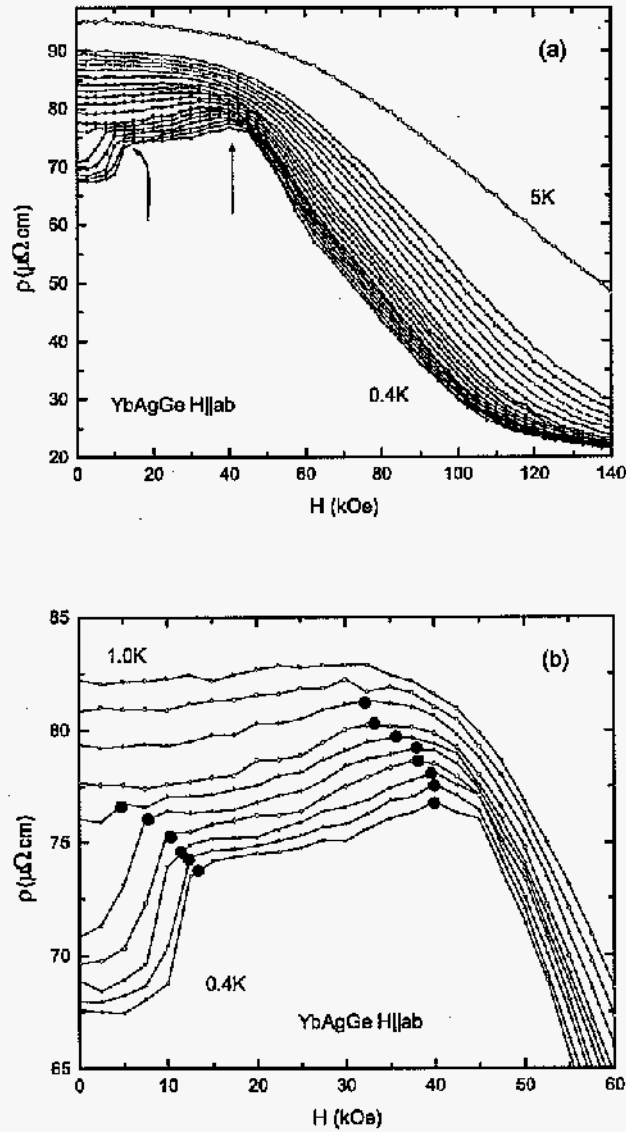 (a)
90
80
70
60
50
40
30
20
ρ (μΩ cm)
5K
0.4K
YbAgGe H||ab
0 20 40 60 80 100 120 140
H (kOe)
85
80
75
70
65
ρ (μΩ cm)
1.0K
(b)
0.4K
YbAgGe H||ab
0 10 20 30 40 50 60
H (kOe)